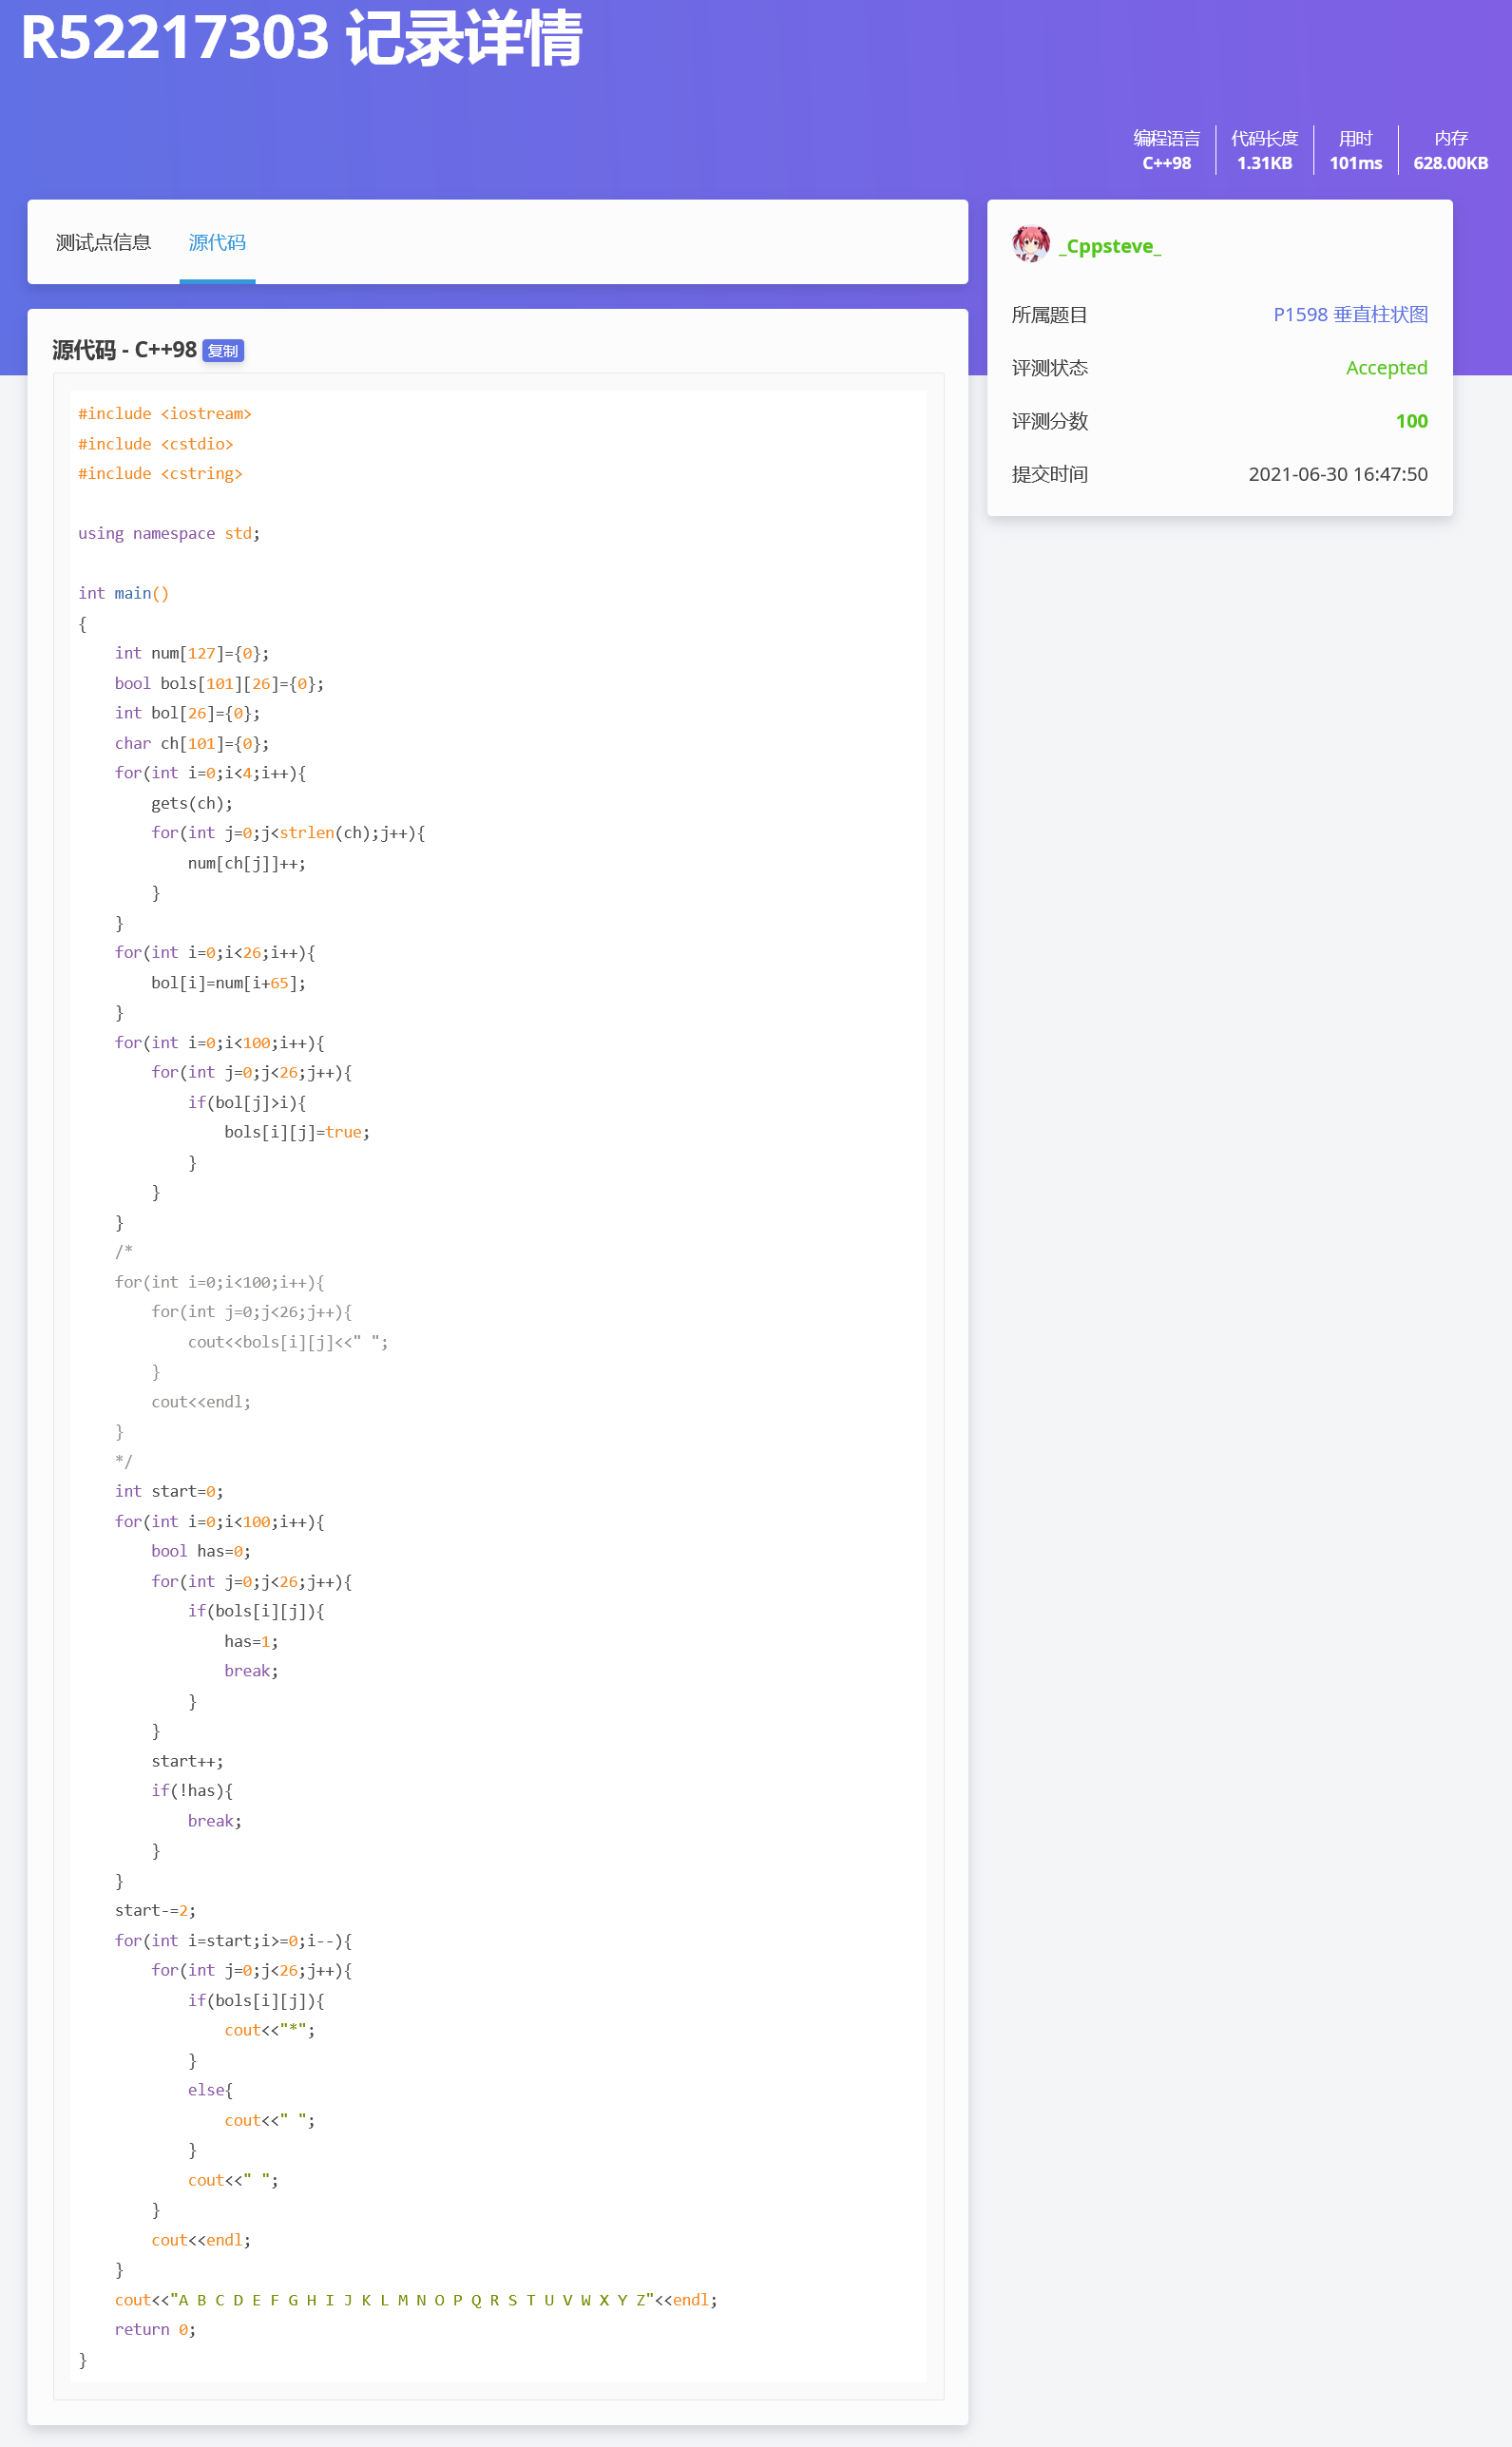 R52217303 记录详情
编程语言 代码长度 用时 内存
C++98 1.31KB 101ms 628.00KB
测试点信息 源代码
源代码 - C++98 复制
#include <iostream>
#include <cstdio>
#include <cstring>

using namespace std;

int main()
{
    int num[127]={0};
    bool bols[101][26]={0};
    int bol[26]={0};
    char ch[101]={0};
    for(int i=0;i<4;i++){
        gets(ch);
        for(int j=0;j<strlen(ch);j++){
            num[ch[j]]++;
        }
    }
    for(int i=0;i<26;i++){
        bol[i]=num[i+65];
    }
    for(int i=0;i<100;i++){
        for(int j=0;j<26;j++){
            if(bol[j]>i){
                bols[i][j]=true;
            }
        }
    }
    /*
    for(int i=0;i<100;i++){
        for(int j=0;j<26;j++){
            cout<<bols[i][j]<<" ";
        }
        cout<<endl;
    }
    */
    int start=0;
    for(int i=0;i<100;i++){
        bool has=0;
        for(int j=0;j<26;j++){
            if(bols[i][j]){
                has=1;
                break;
            }
        }
        start++;
        if(!has){
            break;
        }
    }
    start-=2;
    for(int i=start;i>=0;i--){
        for(int j=0;j<26;j++){
            if(bols[i][j]){
                cout<<"*";
            }
            else{
                cout<<" ";
            }
            cout<<" ";
        }
        cout<<endl;
    }
    cout<<"A B C D E F G H I J K L M N O P Q R S T U V W X Y Z"<<endl;
    return 0;
}
_Cppsteve_
所属题目 P1598 垂直柱状图
评测状态 Accepted
评测分数 100
提交时间 2021-06-30 16:47:50